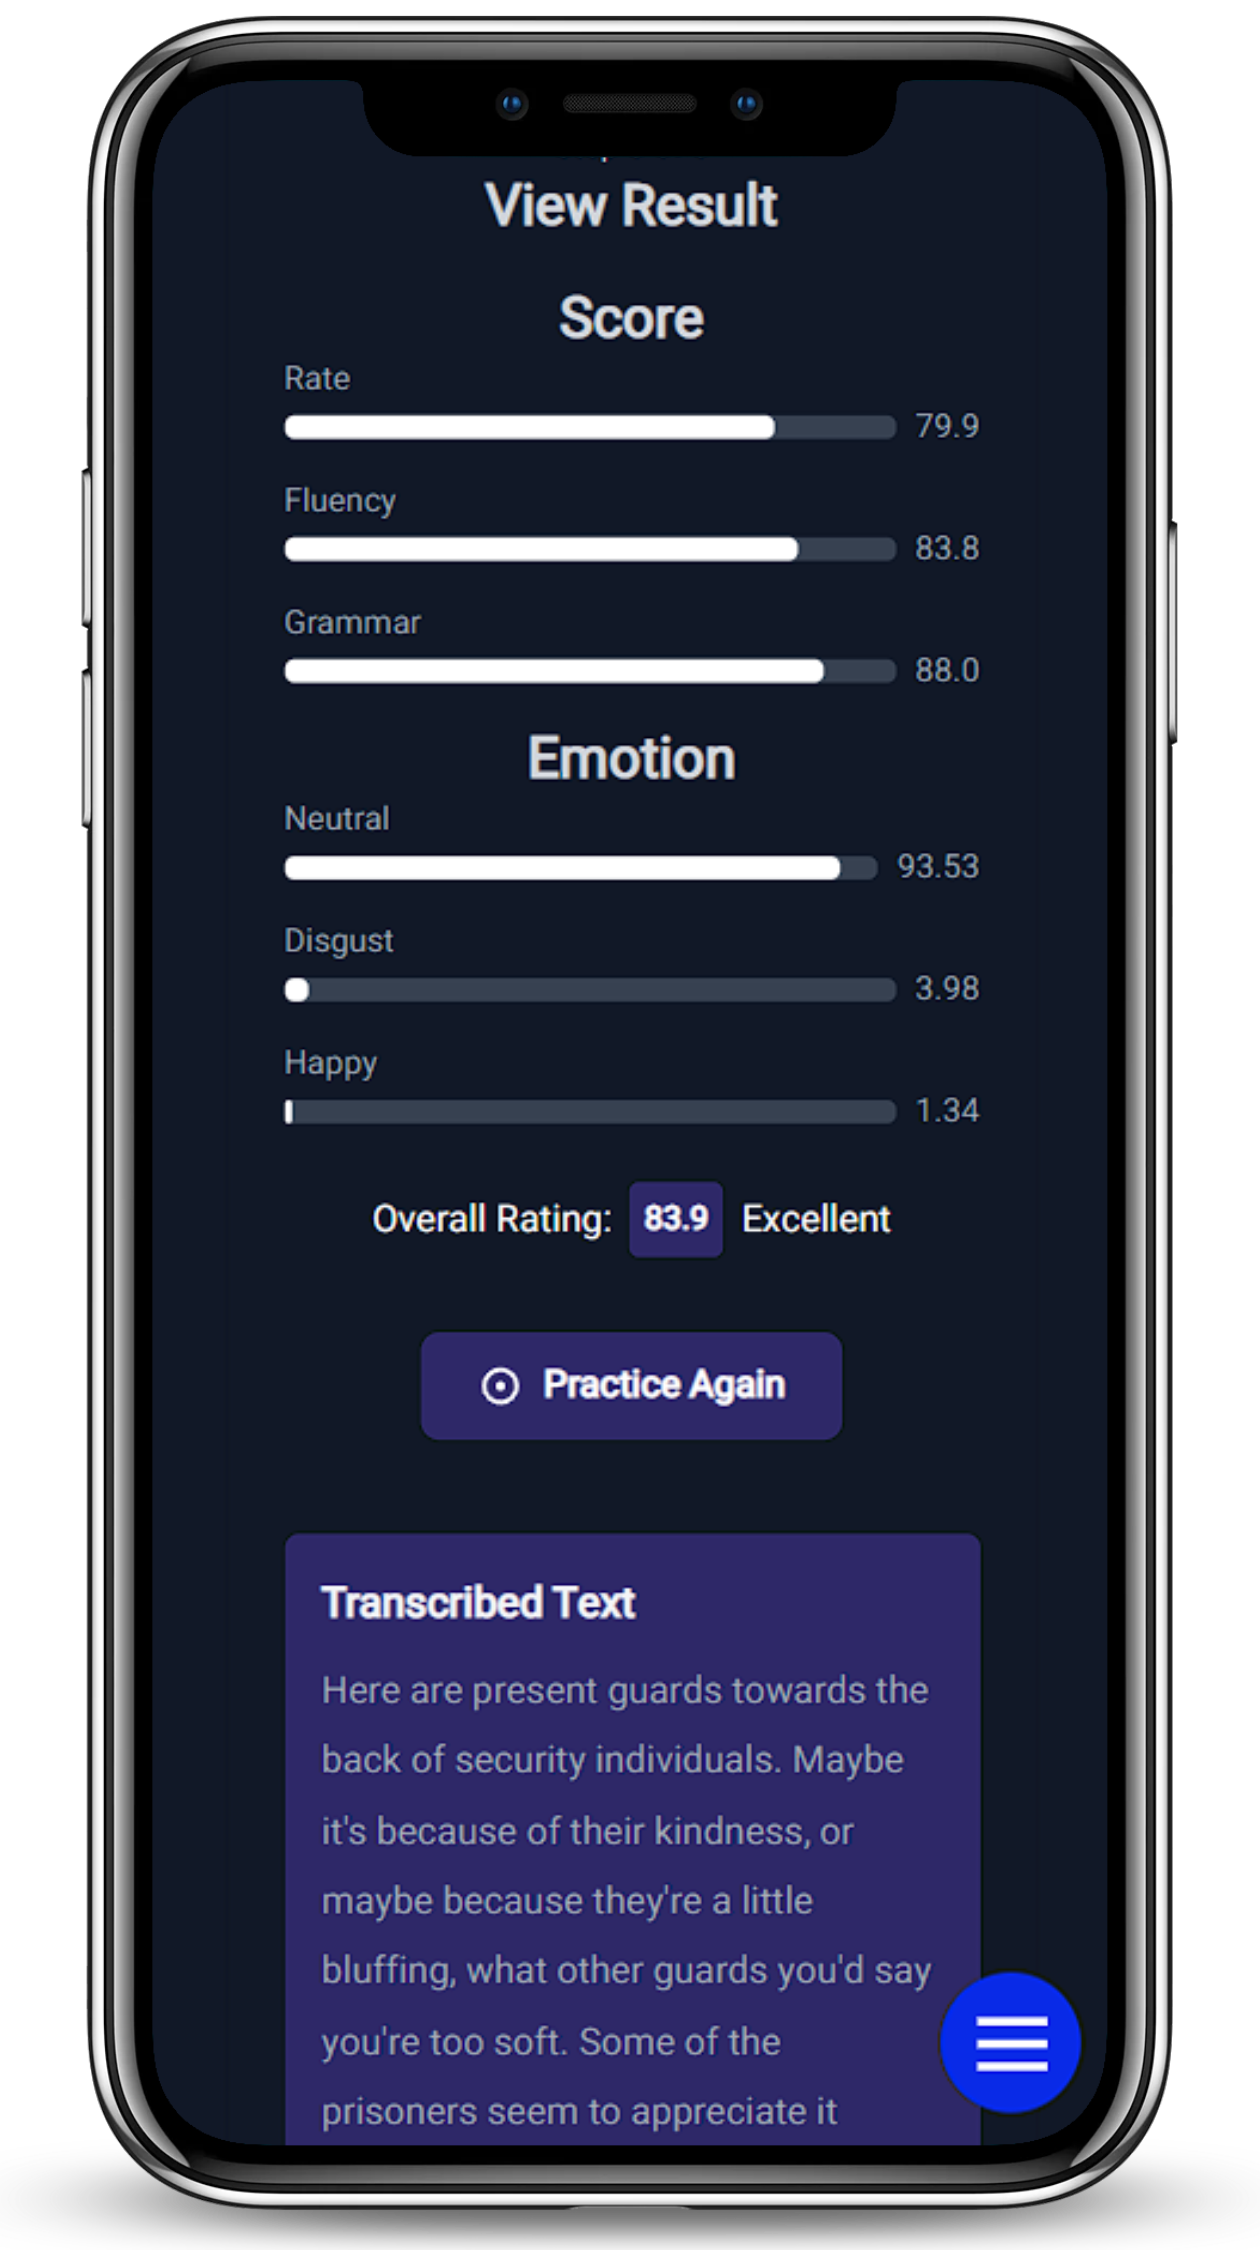 View Result
Score
Rate
79.9
Fluency
83.8
Grammar
88.0
Emotion
Neutral
93.53
Disgust
3.98
Happy
1.34
Overall Rating: 83.9 Excellent
Practice Again
Transcribed Text
Here are present guards towards the
back of security individuals. Maybe
it's because of their kindness, or
maybe because they're a little
bluffing, what other guards you'd say
you're too soft. Some of the
prisoners seem to appreciate it